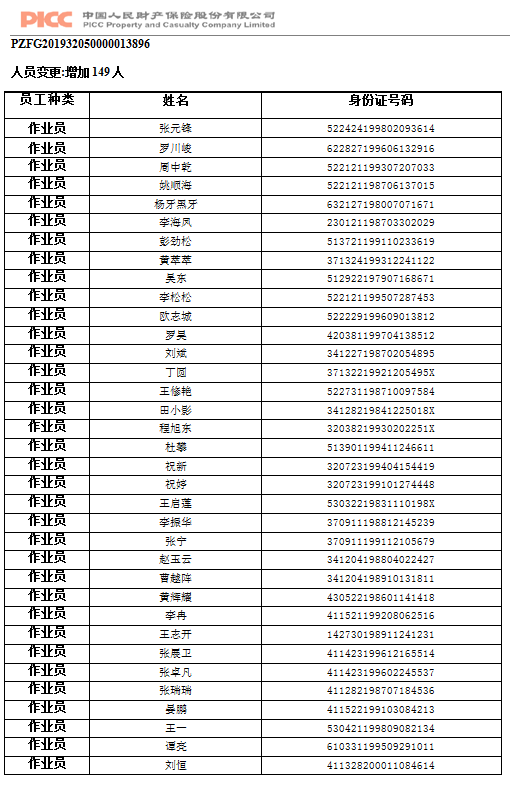 PICC 中国人民财产保险股份有限公司
PICC Property and Casualty Company Limited
PZFG201932050000013896
人员变更:增加149人
员工种类 姓名 身份证号码
作业员 张元锋 522424199802093614
作业员 罗川峻 622827199606132916
作业员 周中乾 522121199307207033
作业员 姚顺海 522121198706137015
作业员 杨牙黑牙 632127198007071671
作业员 李海凤 230121198703302029
作业员 彭劲松 513721199110233619
作业员 黄苹苹 371324199312241122
作业员 吴东 512922197907168671
作业员 李松松 522121199507287453
作业员 欧志城 522229199609013812
作业员 罗昊 420381199704138512
作业员 刘斌 341227198702054895
作业员 丁圆 37132219921205495X
作业员 王修艳 522731198710097584
作业员 田小影 34128219841225018X
作业员 程旭东 32038219930202251X
作业员 杜攀 513901199411246611
作业员 祝新 320723199404154419
作业员 祝婷 320723199101274448
作业员 王启莲 53032219831110198X
作业员 李振华 370911198812145239
作业员 张宁 370911199112105679
作业员 赵玉云 341204198804022427
作业员 曹越阵 341204198910131811
作业员 黄辉耀 430522198601141418
作业员 李冉 411521199208062516
作业员 王志开 142730198911241231
作业员 张展卫 411423199612165514
作业员 张卓凡 411423199602245537
作业员 张瑞瑞 411282198707184536
作业员 晏鹏 411522199103084213
作业员 王一 530421199809082134
作业员 谭亮 610331199509291011
作业员 刘恒 411328200011084614